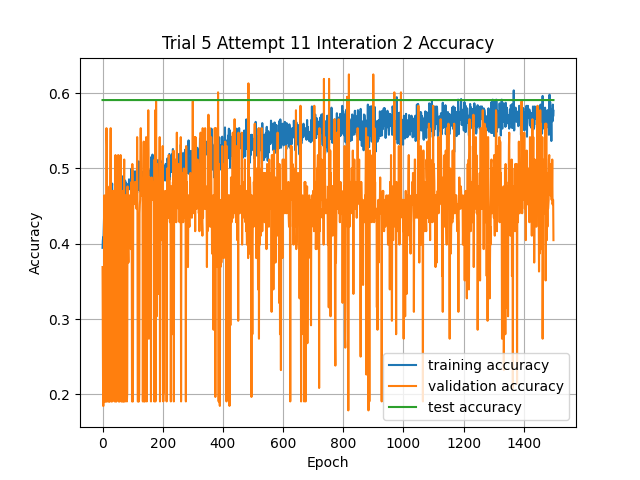 Trial 5 Attempt 11 Interation 2 Accuracy
0.6
0.5
0.4
0.3
0.2
Accuracy
training accuracy
validation accuracy
test accuracy
0 200 400 600 800 1000 1200 1400
Epoch